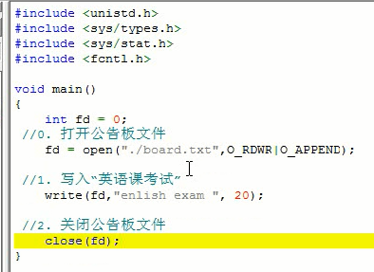 #include <unistd.h>
#include <sys/types.h>
#include <sys/stat.h>
#include <fcntl.h>
void main()
{
int fd = 0;
//0. 打开公告板文件
fd = open("./board.txt",O_RDWR|O_APPEND);
//1. 写入“英语课考试”
write(fd,"enlish exam ", 20);
//2. 关闭公告板文件
close(fd);
}